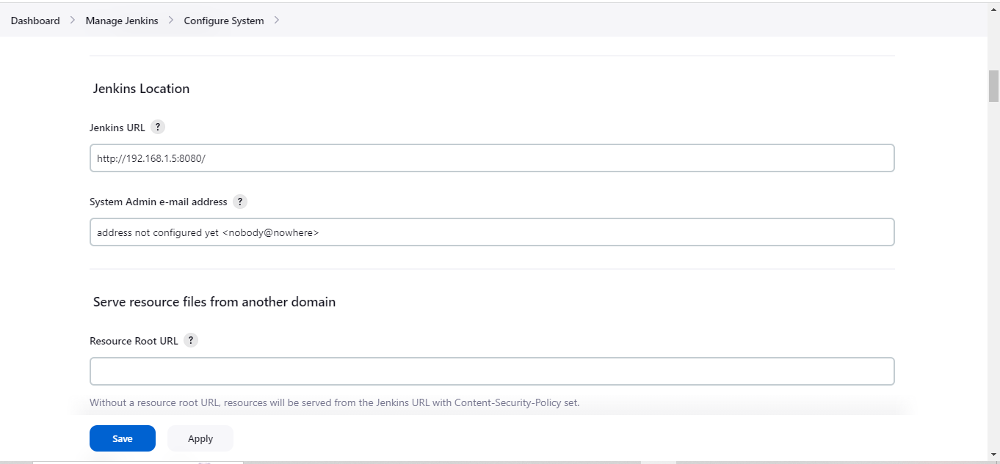 Dashboard > Manage Jenkins > Configure System >
Jenkins Location
Jenkins URL ?
http://192.168.1.5:8080/
System Admin e-mail address ?
address not configured yet <nobody@nowhere>
Serve resource files from another domain
Resource Root URL ?
Without a resource root URL, resources will be served from the Jenkins URL with Content-Security-Policy set.
Save Apply